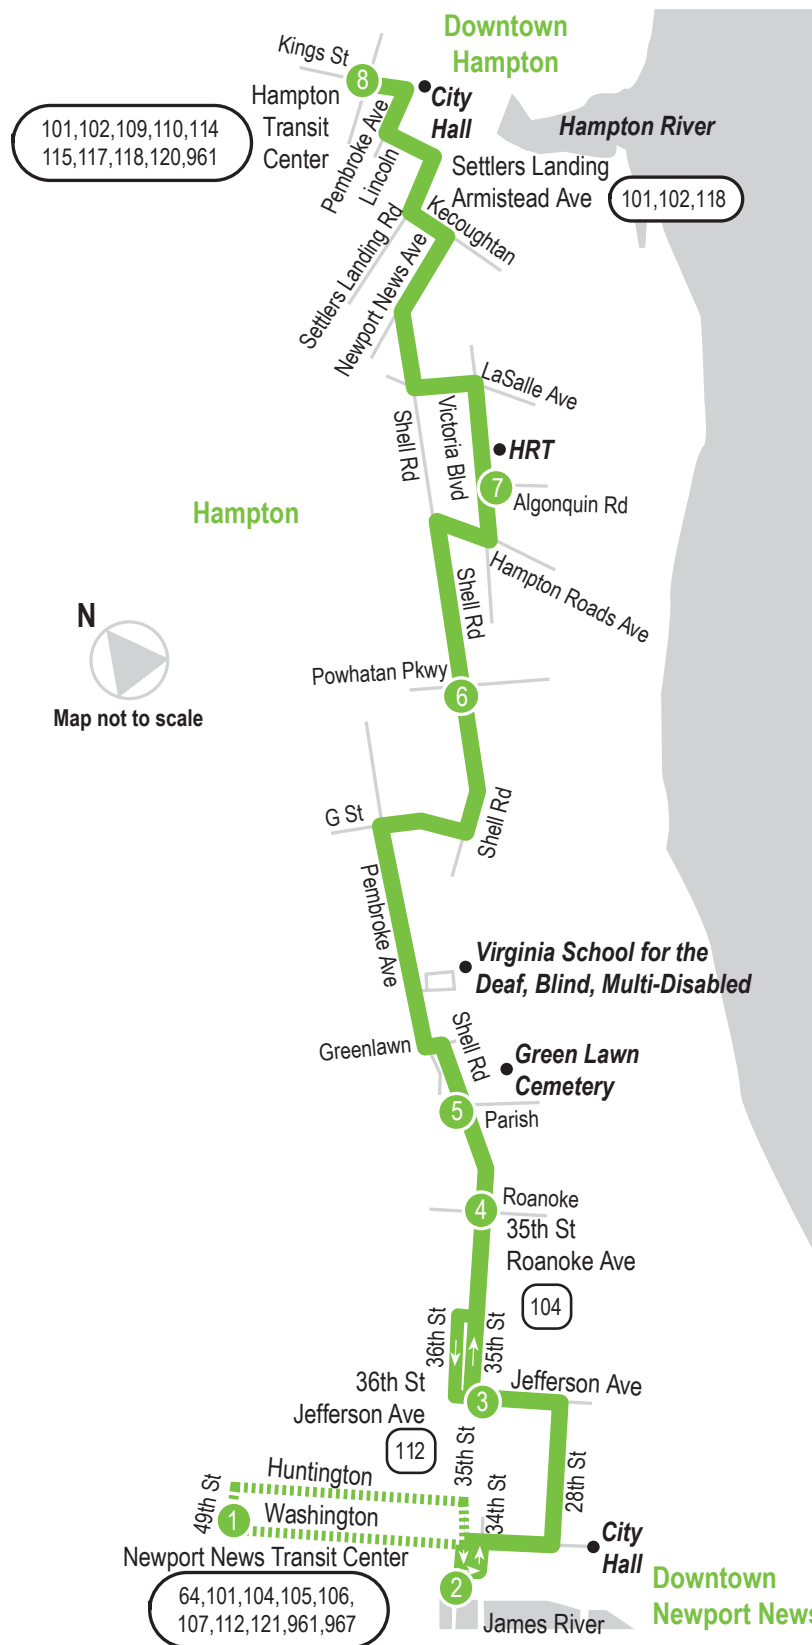 Downtown
Hampton
Kings St
8
City
Hall
Hampton
Transit
Center
101,102,109,110,114
115,117,118,120,961
Pembroke Ave
Lincoln
Hampton River
Settlers Landing
Armistead Ave
101,102,118
Kecoughtan
Settlers Landing Rd
Newport News Ave
LaSalle Ave
Shell Rd
Victoria Blvd
HRT
7
Algonquin Rd
Hampton
Hampton Roads Ave
Shell Rd
N
Map not to scale
Powhatan Pkwy
6
G St
Shell Rd
Pembroke Ave
Virginia School for the
Deaf, Blind, Multi-Disabled
Greenlawn
Shell Rd
Green Lawn
Cemetery
5
Parish
4
Roanoke
35th St
Roanoke Ave
104
36th St
35th St
36th St
Jefferson Ave
112
3
Jefferson Ave
35th St
34th St
28th St
Huntington
49th St
1
Washington
Newport News Transit Center
64,101,104,105,106,
107,112,121,961,967
2
City
Hall
Downtown
Newport News
James River